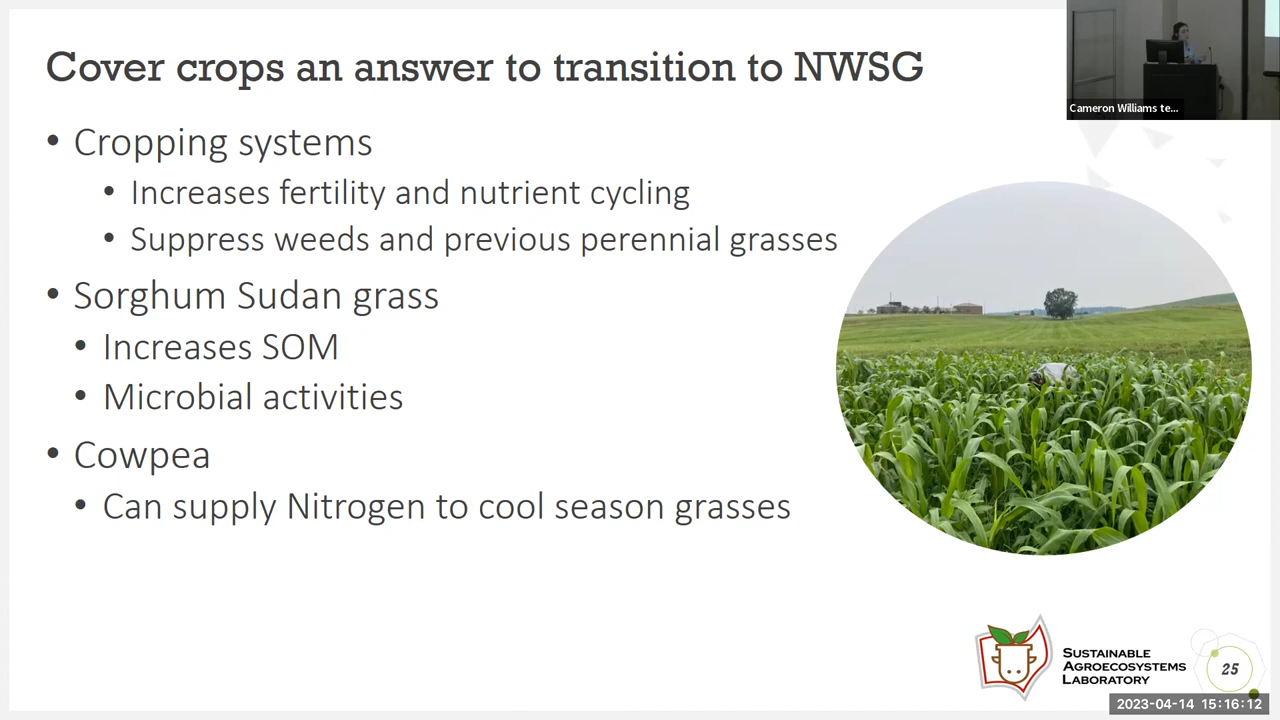 Cover crops an answer to transition to NWSG
Cameron Williams te...
• Cropping systems
• Increases fertility and nutrient cycling
• Suppress weeds and previous perennial grasses
• Sorghum Sudan grass
• Increases SOM
• Microbial activities
• Cowpea
• Can supply Nitrogen to cool season grasses
SUSTAINABLE
AGROECOSYSTEMS
LABORATORY
25
2023-04-14 15:16:12